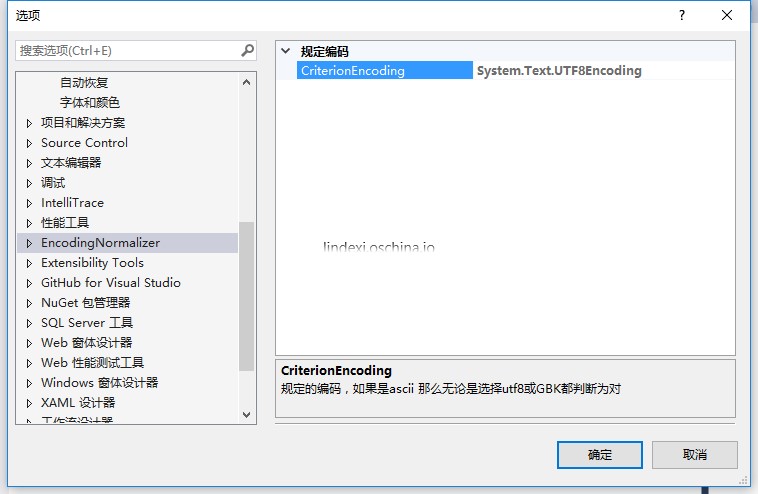 选项
?
搜索选项(Ctrl+E)
自动恢复
字体和颜色
项目和解决方案
Source Control
文本编辑器
调试
IntelliTrace
性能工具
EncodingNormalizer
Extensibility Tools
GitHub for Visual Studio
NuGet 包管理器
SQL Server 工具
Web 窗体设计器
Web 性能测试工具
Windows 窗体设计器
XAML 设计器
工作流设计器
规定编码
CriterionEncoding System.Text.UTF8Encoding
lindexi.oschina.io
CriterionEncoding
规定的编码，如果是ascii 那么无论是选择utf8或GBK都判断为对
确定
取消